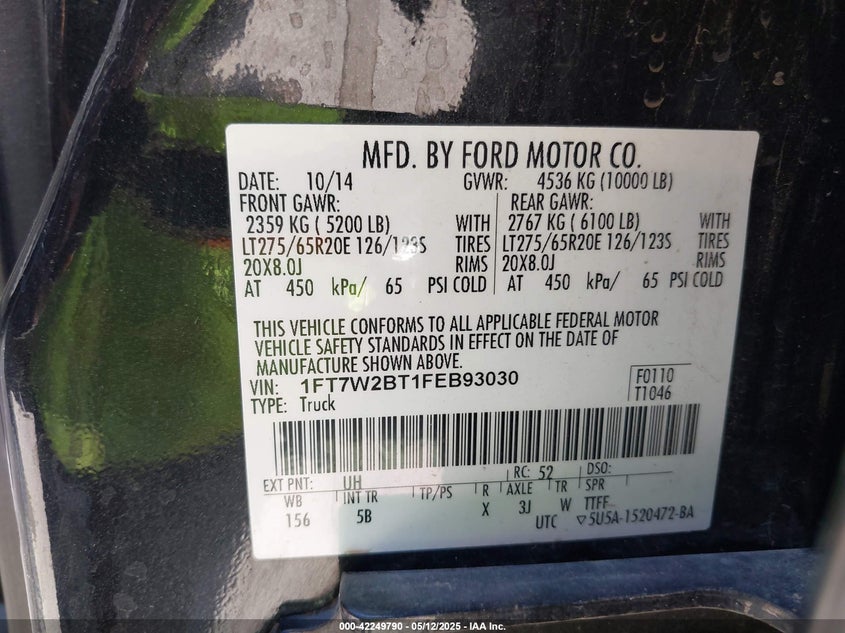 MFD. BY FORD MOTOR CO.
DATE: 10/14 GVWR: 4536 KG (10000 LB)
FRONT GAWR: REAR GAWR:
2359 KG ( 5200 LB) WITH 2767 KG ( 6100 LB) WITH
LT275/65R20E 126/123S TIRES LT275/65R20E 126/123S TIRES
20X8.0J RIMS 20X8.0J RIMS
AT 450 kPa/ 65 PSI COLD AT 450 kPa/ 65 PSI COLD
THIS VEHICLE CONFORMS TO ALL APPLICABLE FEDERAL MOTOR
VEHICLE SAFETY STANDARDS IN EFFECT ON THE DATE OF
MANUFACTURE SHOWN ABOVE.
VIN: 1FT7W2BT1FEB93030 F0110
TYPE: Truck T1046
EXT PNT: UH RC: 52 DSO:
WB INT TR TP/PS R AXLE TR SPR
156 5B X 3J W TTFF
UTC ▽5U5A-1520472-BA
000-42249790 — 05/12/2025 — IAA Inc.